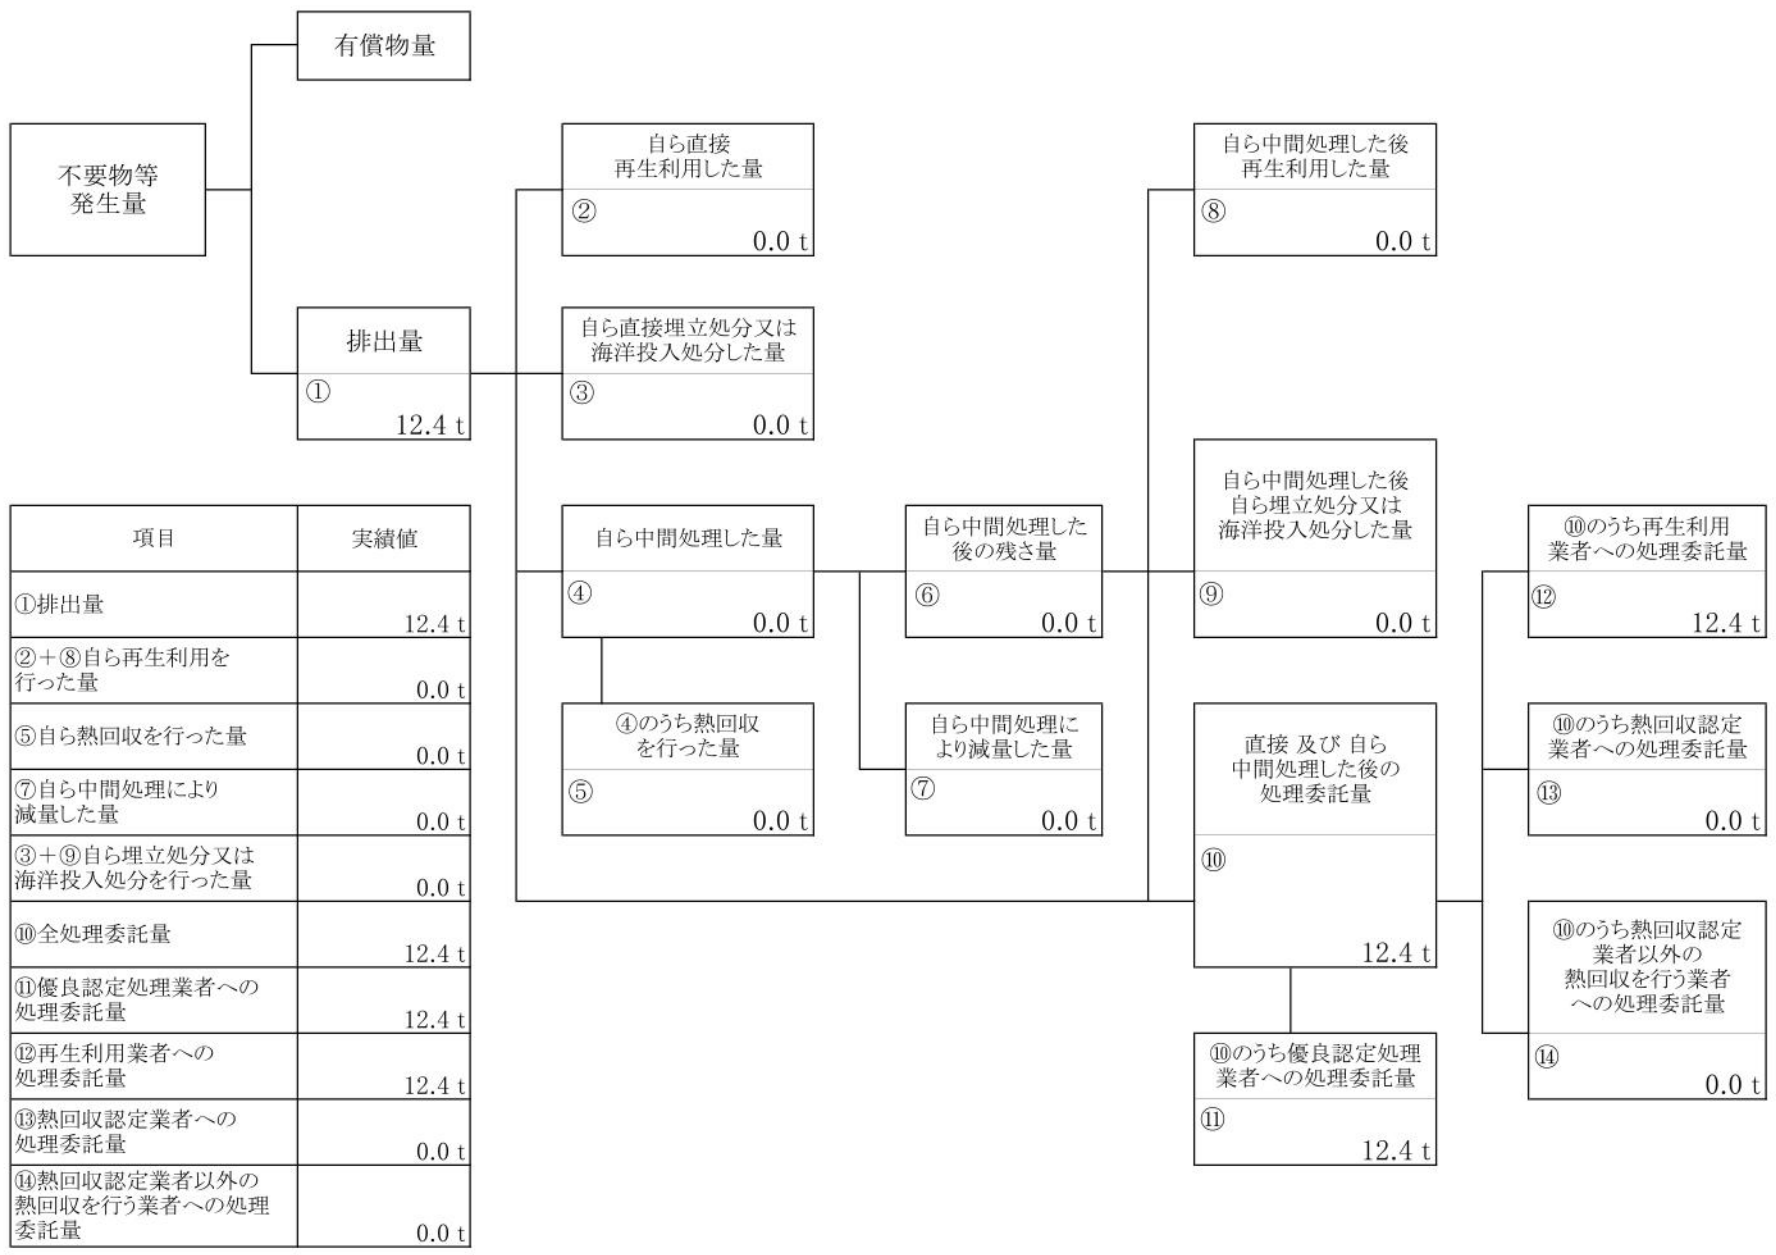 有償物量
不要物等
発生量
自ら直接
再生利用した量
②
0.0 t
自ら中間処理した後
再生利用した量
⑧
0.0 t
排出量
①
12.4 t
自ら直接埋立処分又は
海洋投入処分した量
③
0.0 t
自ら中間処理した量
④
0.0 t
自ら中間処理した
後の残さ量
⑥
0.0 t
自ら中間処理した後
自ら埋立処分又は
海洋投入処分した量
⑨
0.0 t
⑩のうち再生利用
業者への処理委託量
⑫
12.4 t
④のうち熱回収
を行った量
⑤
0.0 t
自ら中間処理に
より減量した量
⑦
0.0 t
直接 及び 自ら
中間処理した後の
処理委託量
⑩
12.4 t
⑩のうち熱回収認定
業者への処理委託量
⑬
0.0 t
⑩のうち熱回収認定
業者以外の
熱回収を行う業者
への処理委託量
⑭
0.0 t
⑩のうち優良認定処理
業者への処理委託量
⑪
12.4 t
項目
実績値
①排出量
12.4 t
②+⑧自ら再生利用を
行った量
0.0 t
⑤自ら熱回収を行った量
0.0 t
⑦自ら中間処理により
減量した量
0.0 t
③+⑨自ら埋立処分又は
海洋投入処分を行った量
0.0 t
⑩全処理委託量
12.4 t
⑪優良認定処理業者への
処理委託量
12.4 t
⑫再生利用業者への
処理委託量
12.4 t
⑬熱回収認定業者への
処理委託量
0.0 t
⑭熱回収認定業者以外の
熱回収を行う業者への処理
委託量
0.0 t